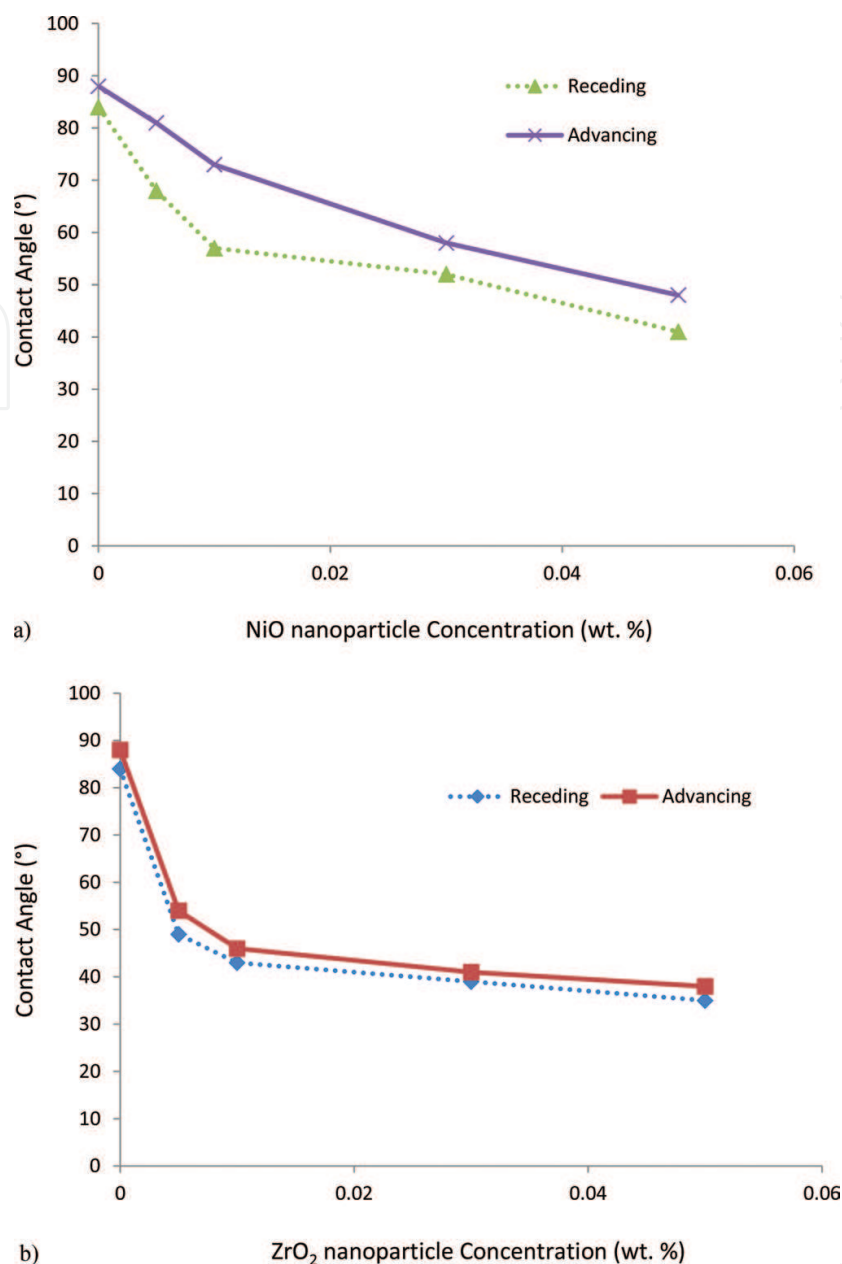 100
90
80
70
60
50
40
30
20
10
0
Contact Angle (°)
Receding
Advancing
0 0.02 0.04 0.06
a) NiO nanoparticle Concentration (wt. %)
100
90
80
70
60
50
40
30
20
10
0
Contact Angle (°)
Receding Advancing
0 0.02 0.04 0.06
b) ZrO₂ nanoparticle Concentration (wt. %)